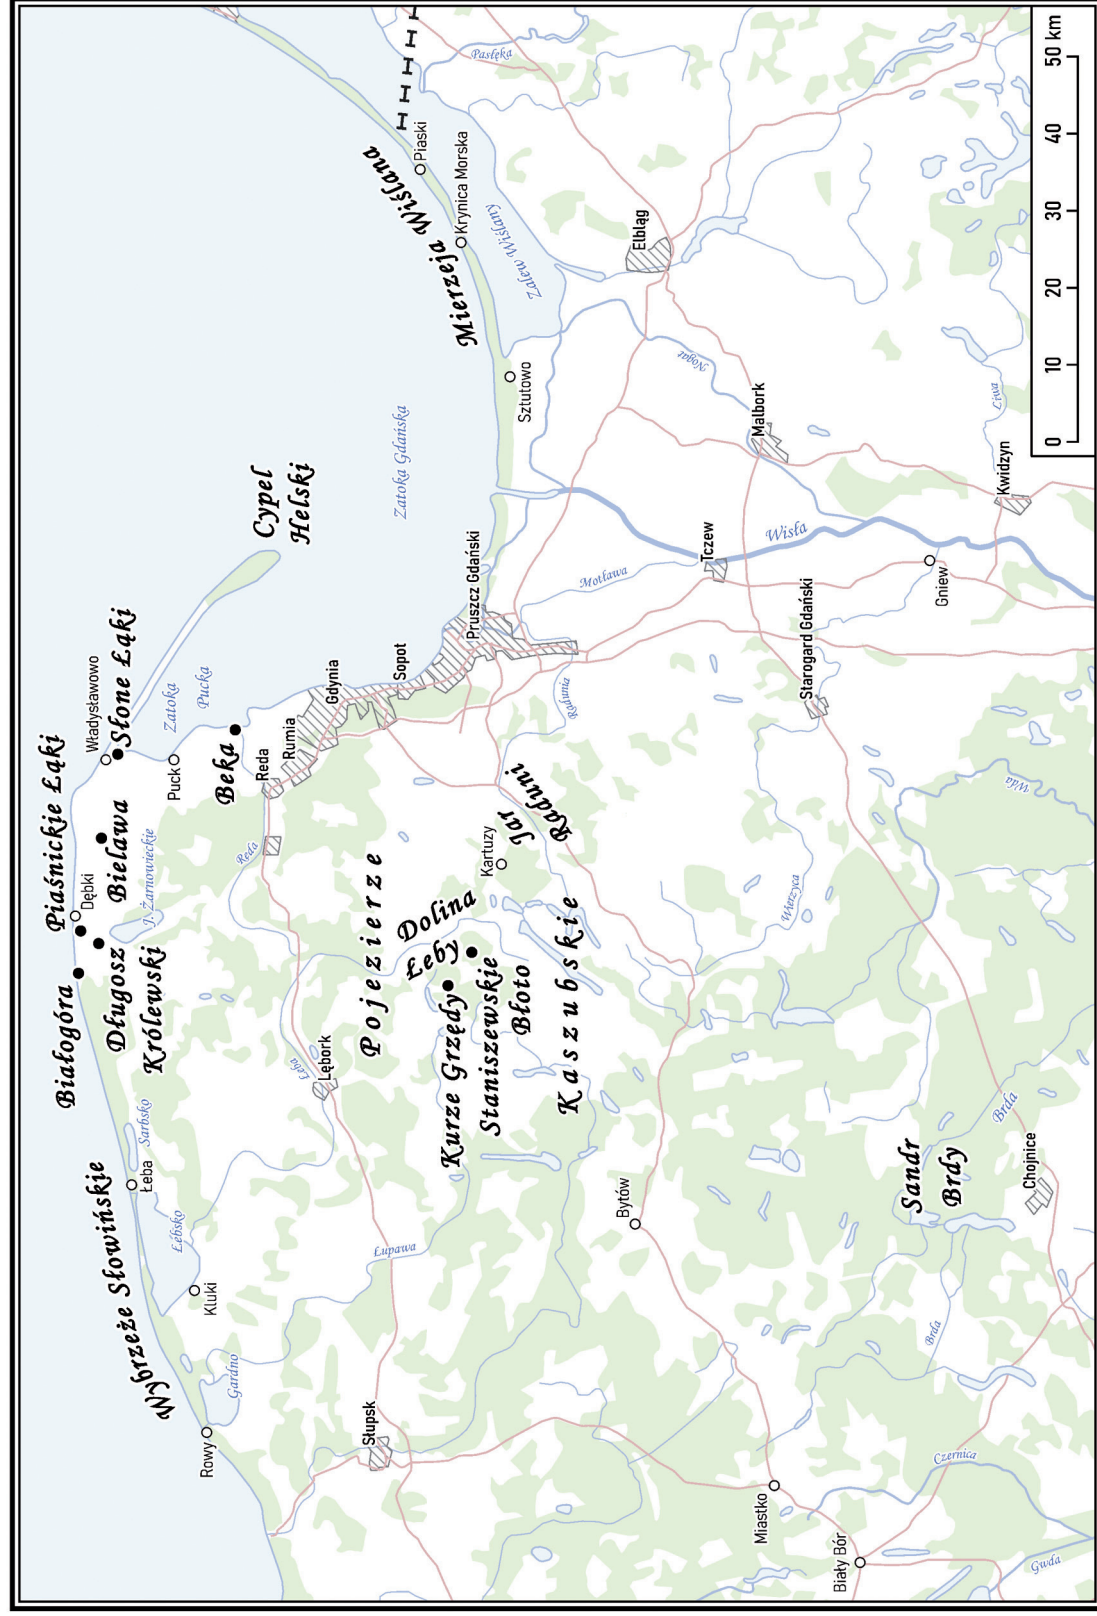 Wybrzeże Słowińskie
Białogóra
Piaśnickie Łąki
Dębki
Władysławowo
Słone Łąki
Długosz
Królewski
Bielawa
J. Żarnowieckie
Rowy
Gardno
Kluki
Łebsko
Łeba
Sarbsko
Puck
Zatoka
Pucka
Beka
Cypel
Helski
Reda
Reda
Rumia
Gdynia
Sopot
Zatoka Gdańska
Mierzeja Wiślana
Piaski
Krynica Morska
Zalew Wiślany
Pasłęka
Słupsk
Łupawa
Łeba
Lębork
Pojezierze
Kaszubskie
Dolina
Łeby
Kurze Grzędy
Staniszewskie
Błoto
Kartuzy
Jar
Raduni
Radunia
Pruszcz Gdański
Motława
Sztutowo
Elbląg
Nogat
Malbork
Tczew
Wisła
Bytów
Wierzyca
Starogard Gdański
Gniew
Kwidzyn
Liwa
Miastko
Biały Bór
Czernica
Gwda
Brda
Sandr
Brdy
Brda
Chojnice
Wda
0 10 20 30 40 50 km